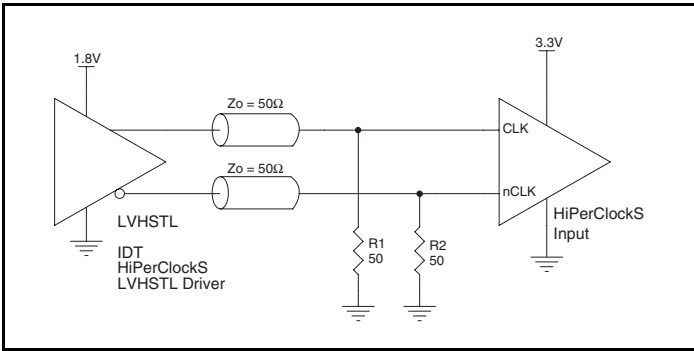 1.8V
3.3V
Zo = 50Ω
CLK
Zo = 50Ω
nCLK
LVHSTL
IDT
HiPerClockS
LVHSTL Driver
R1
50
R2
50
HiPerClockS
Input